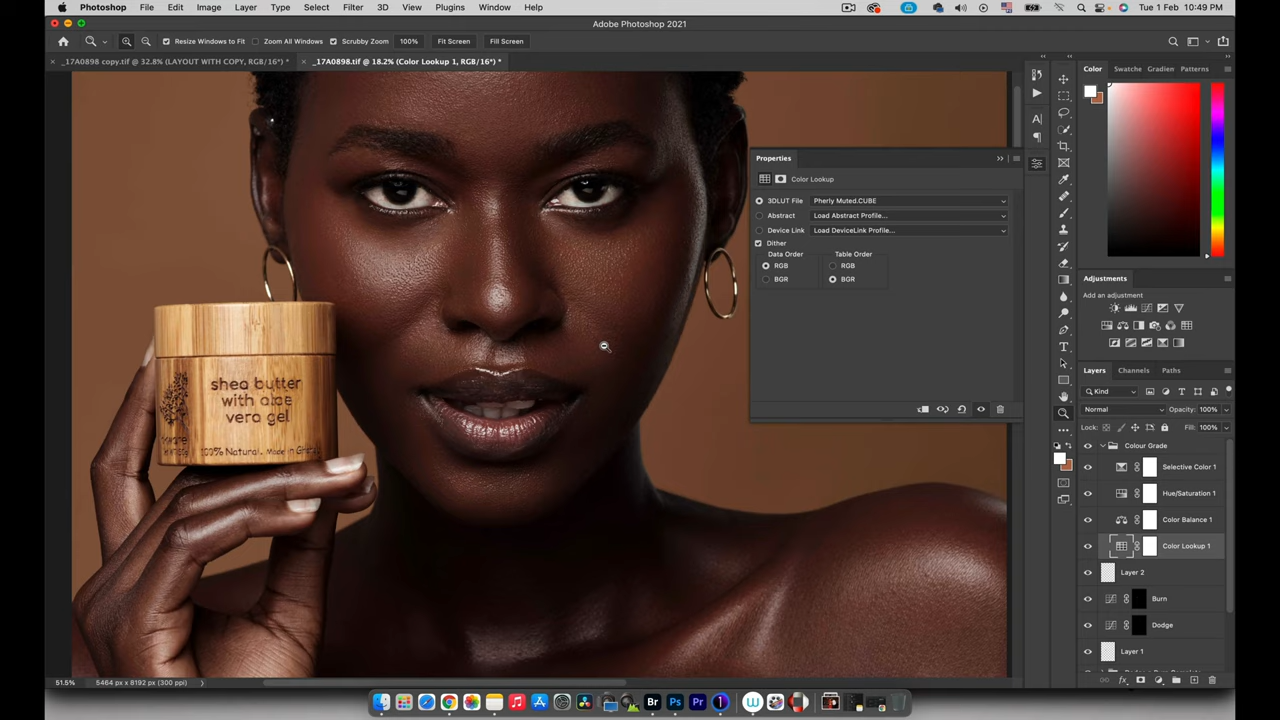 Photoshop File Edit Image Layer Type Select Filter 3D View Plugins Window Help
Tue 1 Feb 10:49 PM
Adobe Photoshop 2021
Resize Windows to Fit Zoom All Windows Scrubby Zoom 100% Fit Screen Fill Screen
_17A0898 copy.tif @ 32.8% (LAYOUT WITH COPY, RGB/16*) *
_17A0898.tif @ 18.2% (Color Lookup 1, RGB/16*) *
Color Swatche Gradien Patterns
Properties
Color Lookup
3DLUT File Pherly Muted.CUBE
Abstract Load Abstract Profile...
Device Link Load DeviceLink Profile...
Dither
Data Order Table Order
RGB RGB
BGR BGR
Adjustments
Add an adjustment
Layers Channels Paths
Kind
Normal Opacity: 100%
Lock: Fill: 100%
Colour Grade
Selective Color 1
Hue/Saturation 1
Color Balance 1
Color Lookup 1
Layer 2
Burn
Dodge
Layer 1
shea butter
with aloe
vera gel
100% Natural. Made in
51.5% 5464 px x 8192 px (300 ppi)